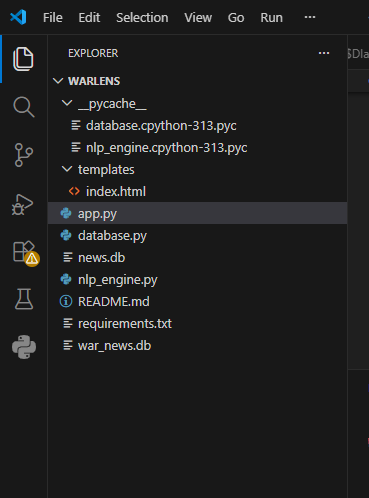 File Edit Selection View Go Run ...
EXPLORER ...
WARLENS
__pycache__
database.cpython-313.pyc
nlp_engine.cpython-313.pyc
templates
<> index.html
app.py
database.py
news.db
nlp_engine.py
README.md
requirements.txt
war_news.db